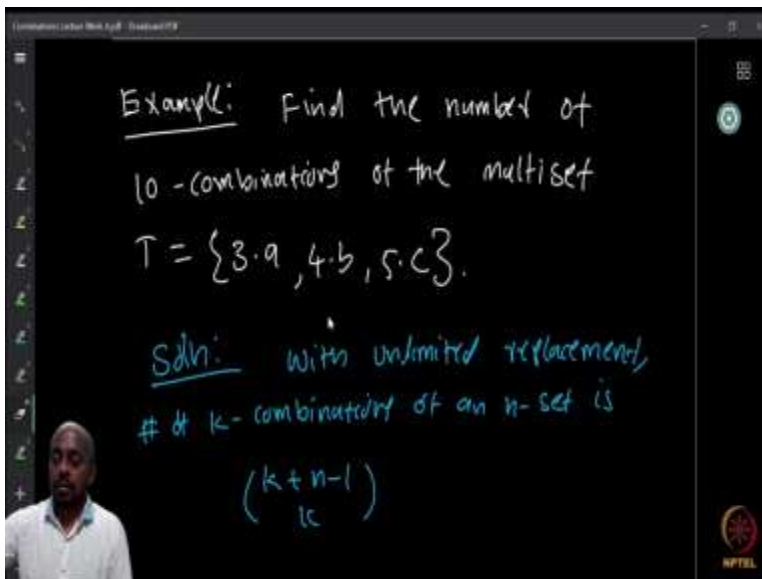 Example: Find the number of
10-combinations of the multiset
T = {3·a, 4·b, 5·c}.
Soln: With unlimited replacement,
# of k-combinations of an n-set is
(k+n-1
k)
NPTEL